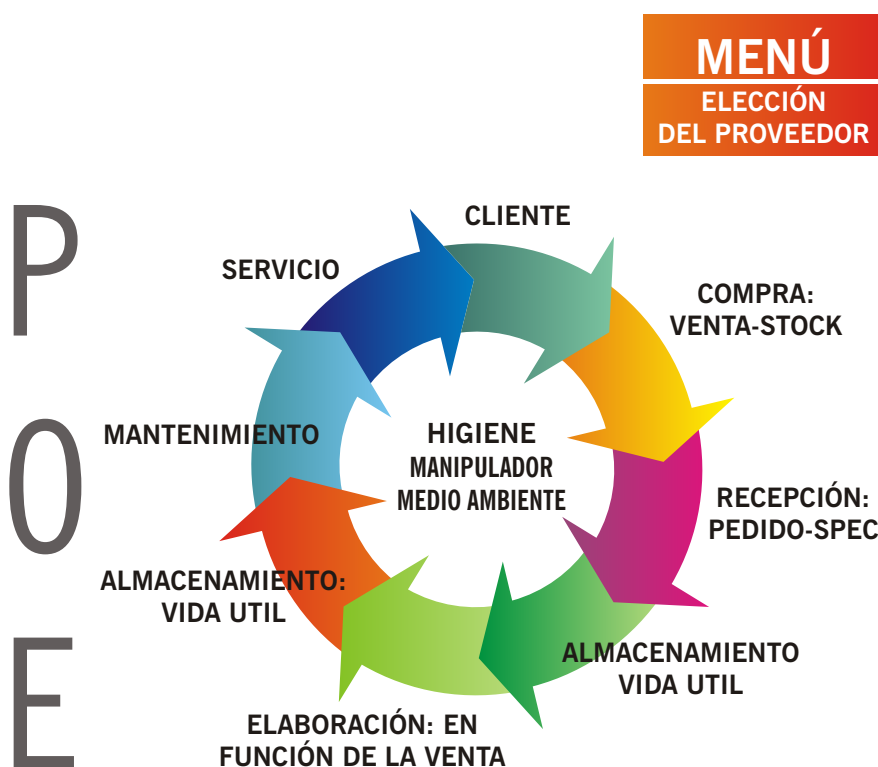 MENÚ
ELECCIÓN
DEL PROVEEDOR
P
O
E
CLIENTE
COMPRA:
VENTA-STOCK
RECEPCIÓN:
PEDIDO-SPEC
ALMACENAMIENTO
VIDA UTIL
ELABORACIÓN: EN
FUNCIÓN DE LA VENTA
ALMACENAMIENTO:
VIDA UTIL
MANTENIMIENTO
SERVICIO
HIGIENE
MANIPULADOR
MEDIO AMBIENTE